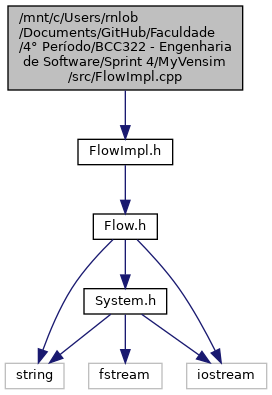 /mnt/c/Users/rnlob
/Documents/GitHub/Faculdade
/4° Período/BCC322 - Engenharia
de Software/Sprint 4/MyVensim
/src/FlowImpl.cpp
FlowImpl.h
Flow.h
System.h
string
fstream
iostream